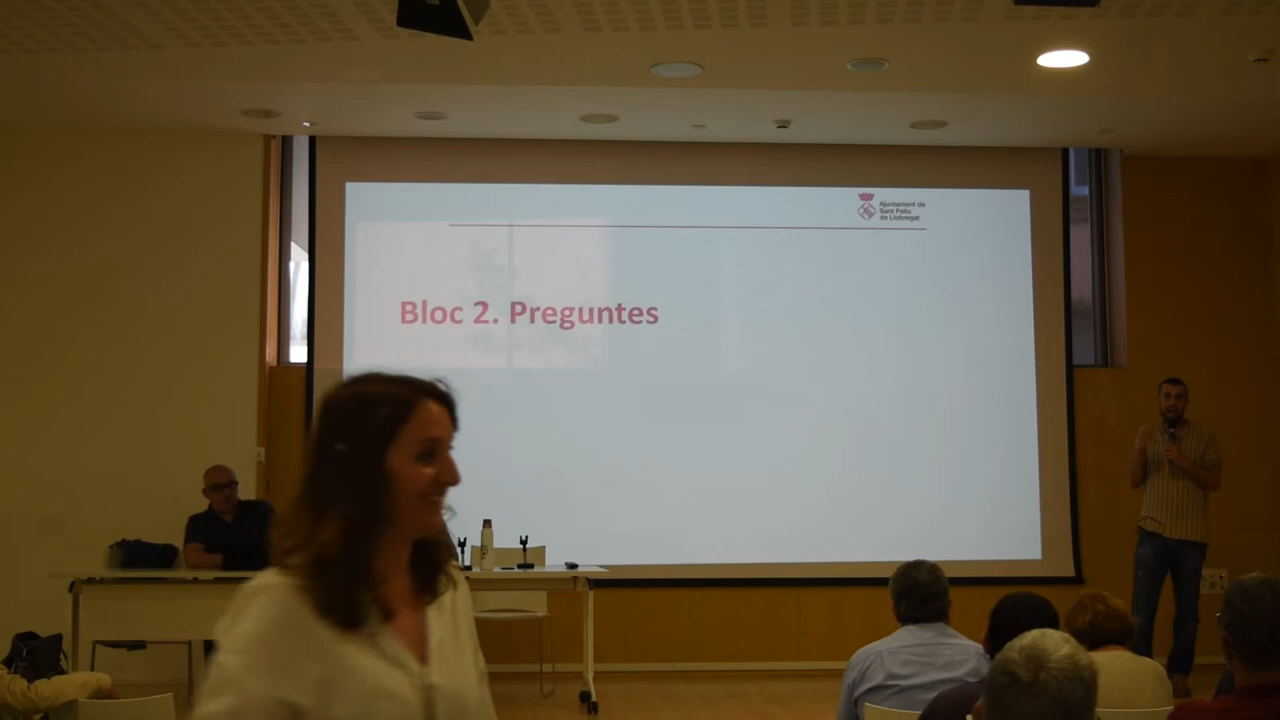 Ajuntament de
Sant Feliu
de Llobregat
Bloc 2. Preguntes